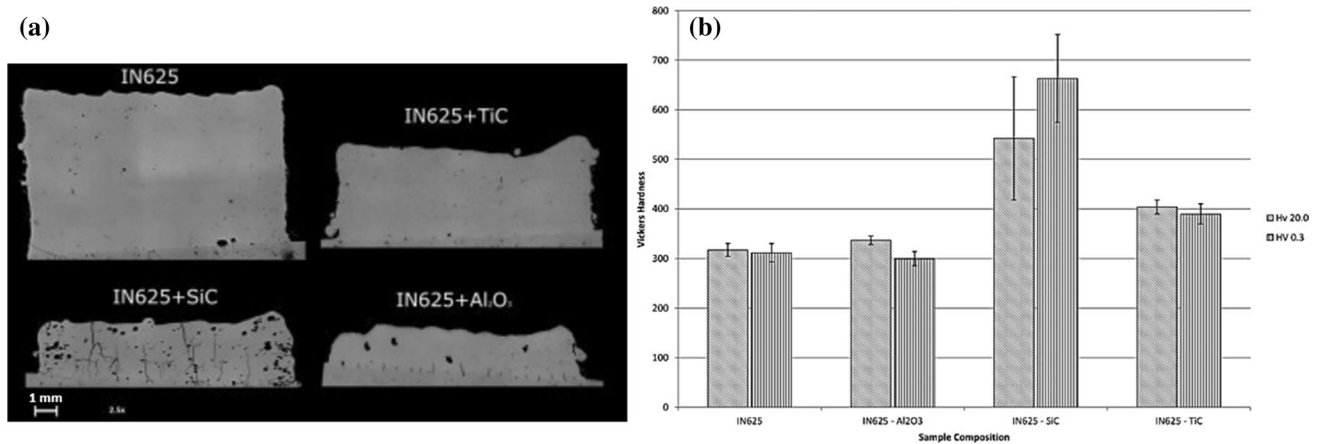 (a)
IN625
IN625+TiC
IN625+SiC
IN625+Al₂O₃
1 mm
2.5x
(b)
800
700
600
500
400
300
200
100
0
Vickers Hardness
IN625
IN625 - Al2O3
IN625 - SiC
IN625 - TiC
Sample Composition
Hv 20.0
HV 0.3